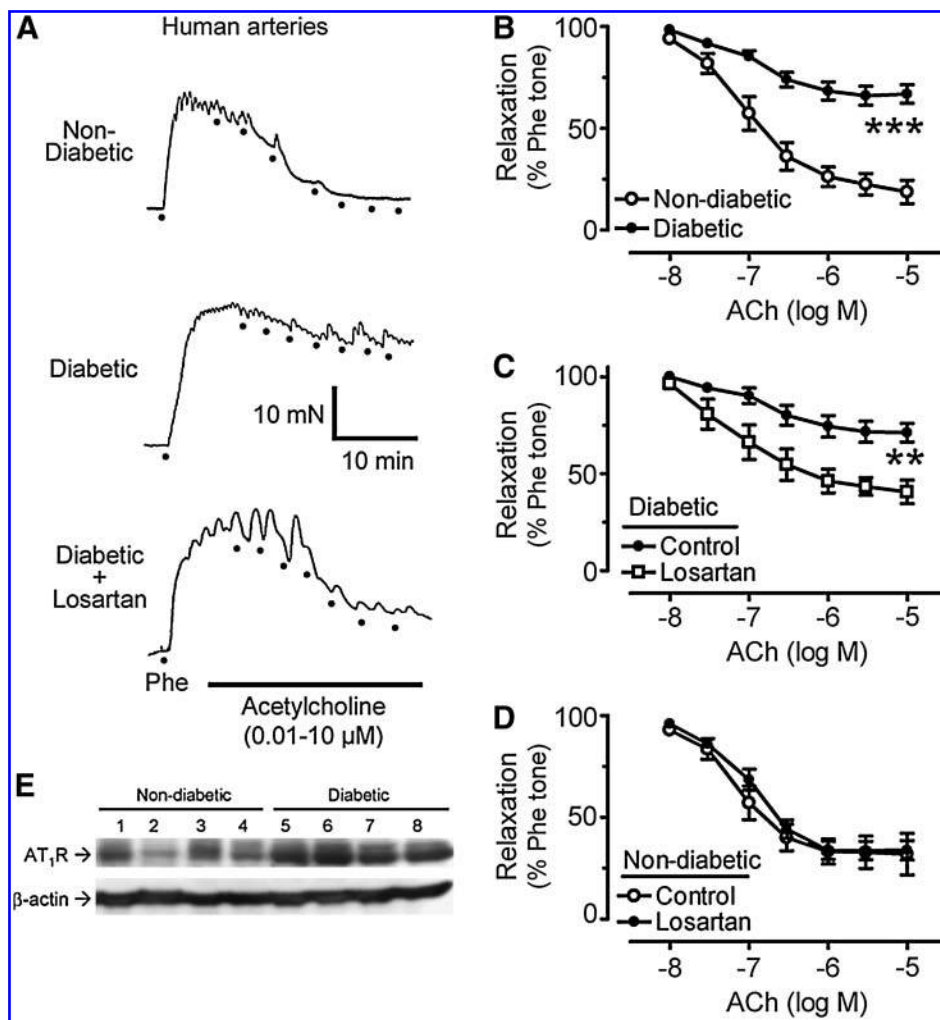 A
Human arteries
Non-
Diabetic
Diabetic
10 mN
10 min
Diabetic
+
Losartan
Phe
Acetylcholine
(0.01-10 µM)
B
Relaxation
(% Phe tone)
100
50
0
Non-diabetic
Diabetic
***
-8 -7 -6 -5
ACh (log M)
C
Relaxation
(% Phe tone)
100
50
0
Diabetic
Control
Losartan
**
-8 -7 -6 -5
ACh (log M)
D
Relaxation
(% Phe tone)
100
50
0
Non-diabetic
Control
Losartan
-8 -7 -6 -5
ACh (log M)
E
Non-diabetic Diabetic
1 2 3 4 5 6 7 8
AT₁R →
β-actin →